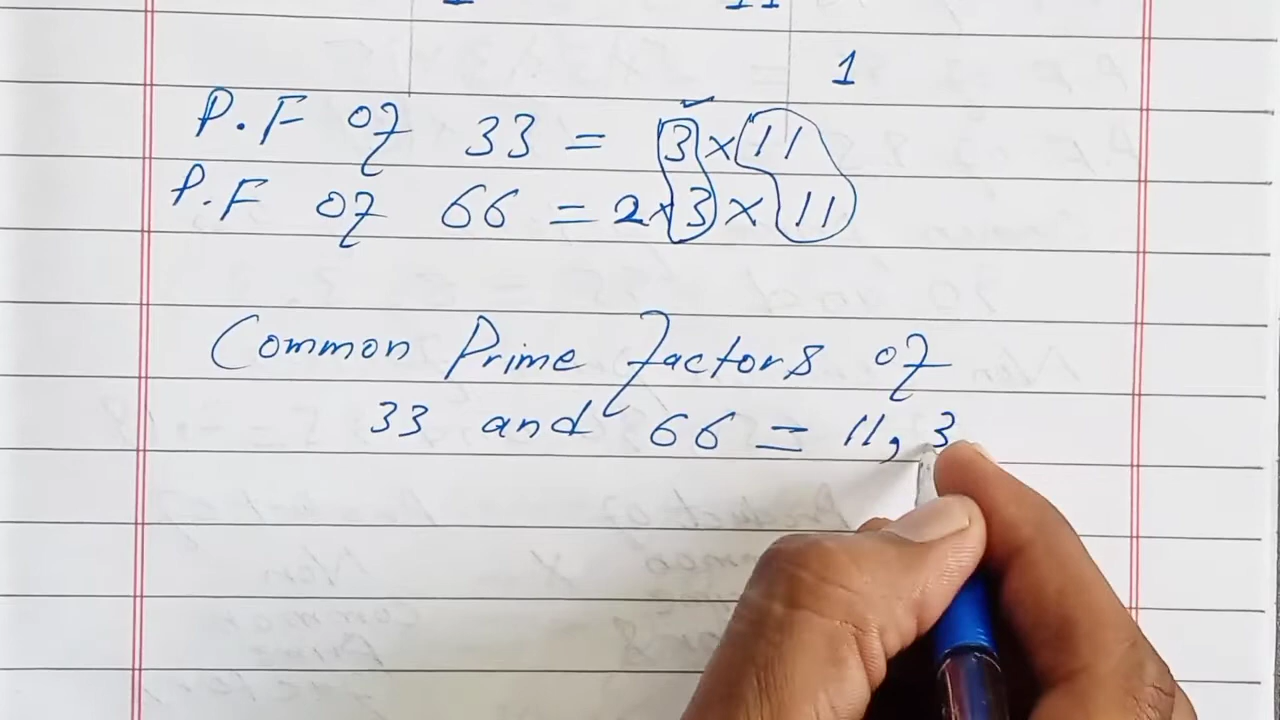 11
1
P.F of 33 = 3×11
P.F of 66 = 2×3×11
Common Prime factors of
33 and 66 = 11, 3